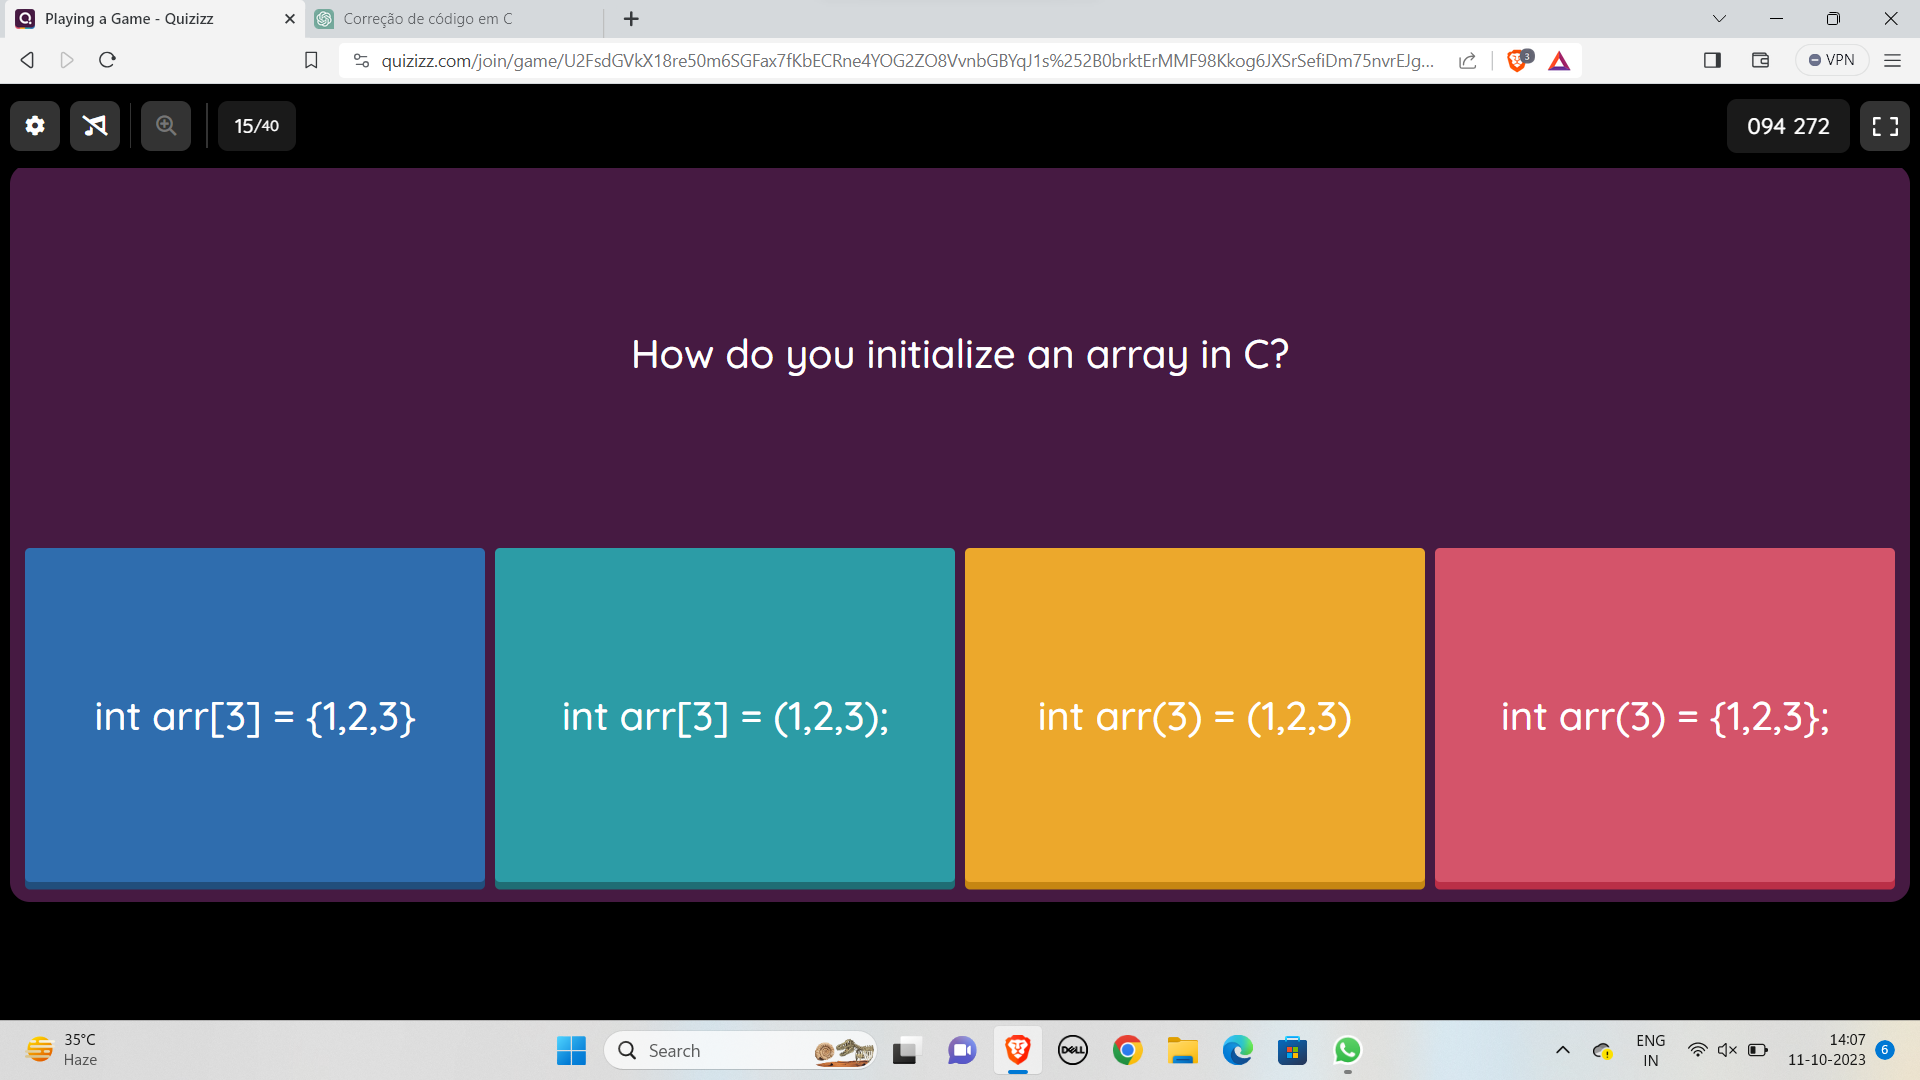 Playing a Game - Quizizz
Correção de código em C
quizizz.com/join/game/U2FsdGVkX18re50m6SGFax7fKbECRne4YOG2ZO8VvnbGBYqJ1s%252B0brktErMMF98Kkog6JXSrSefiDm75nvrEJg...
3
VPN
15/40
094 272
How do you initialize an array in C?
int arr[3] = {1,2,3}
int arr[3] = (1,2,3);
int arr(3) = (1,2,3)
int arr(3) = {1,2,3};
35°C
Haze
Search
DELL
ENG
IN
14:07
11-10-2023
6